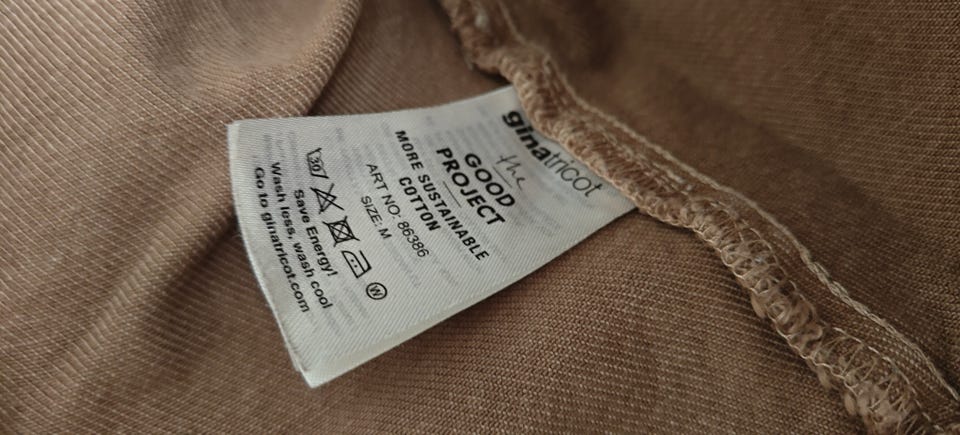 ginatricot
the
GOOD
PROJECT
MORE SUSTAINABLE
COTTON
ART NO: 86386
SIZE: M
30
W
Save Energy!
Wash less, wash cool
Go to ginatricot.com